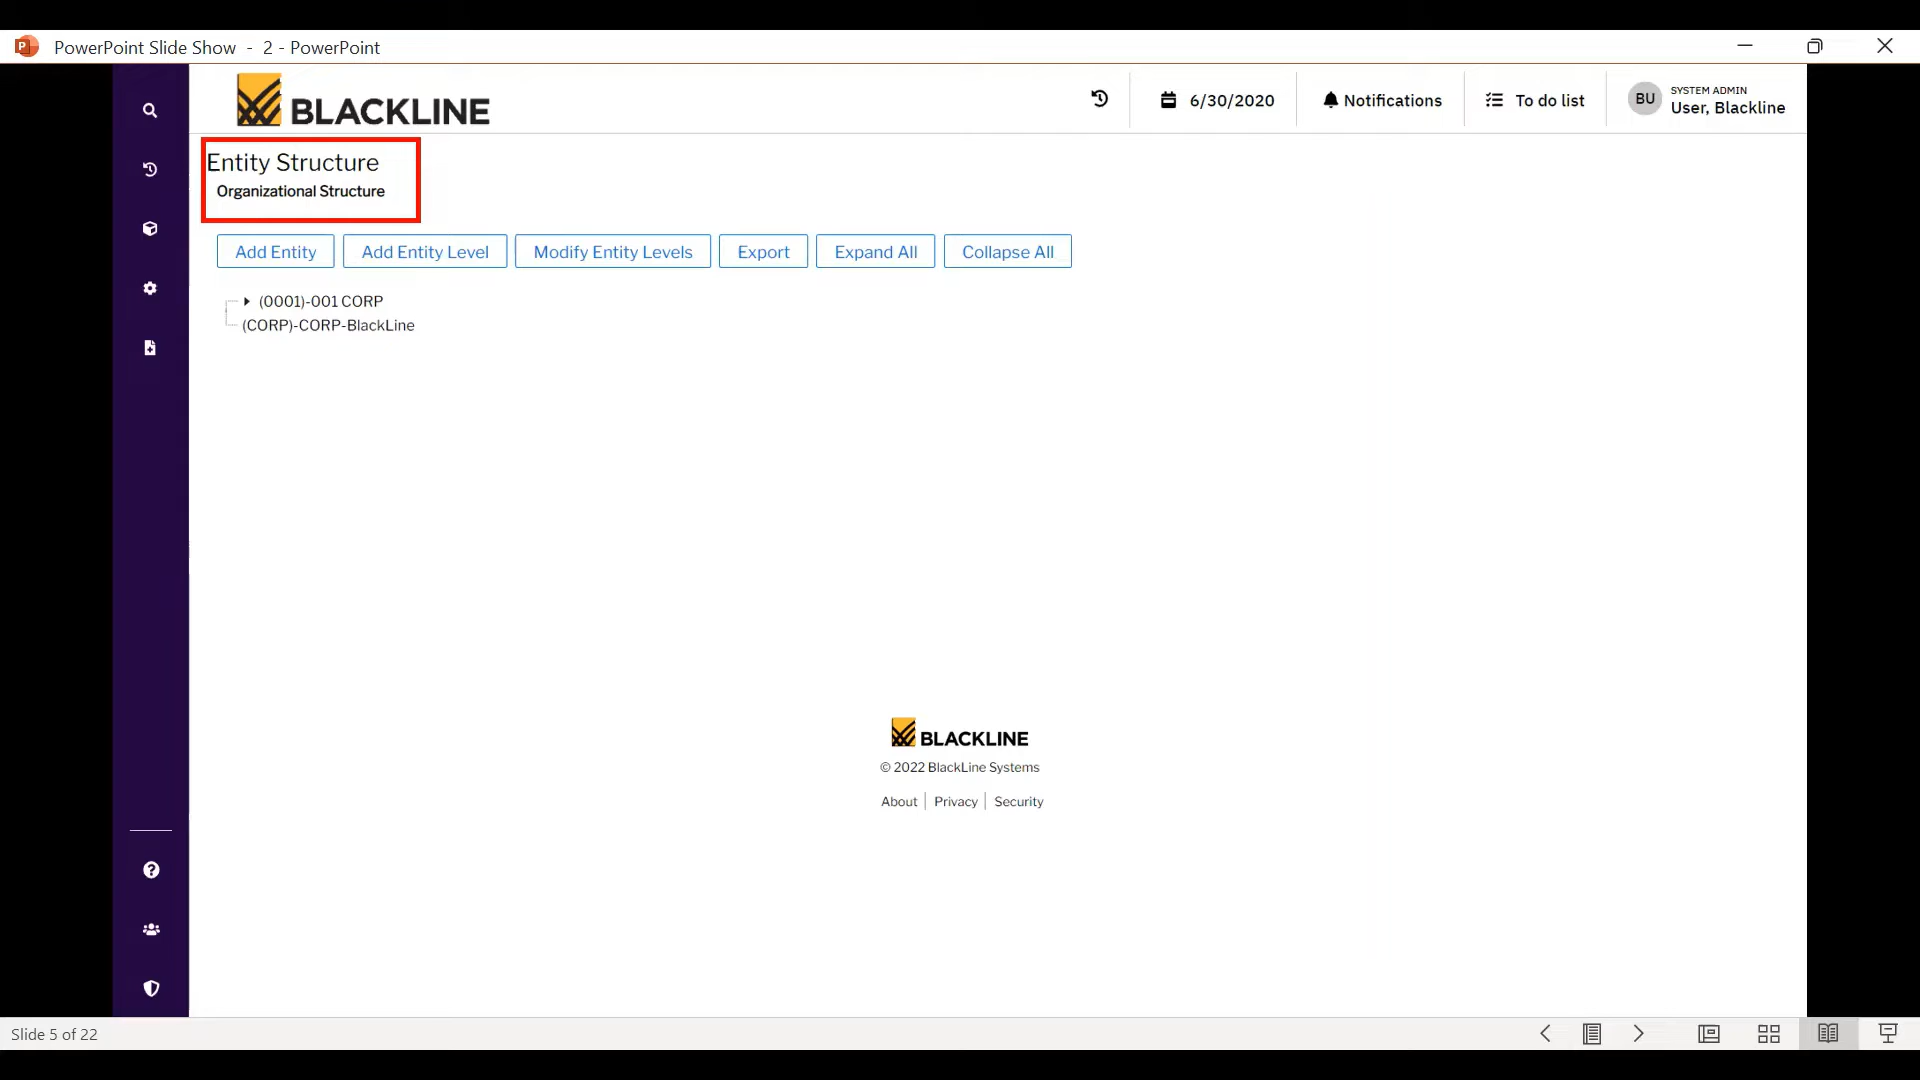 PowerPoint Slide Show - 2 - PowerPoint
BLACKLINE
6/30/2020
Notifications
To do list
BU
SYSTEM ADMIN
User, Blackline
Entity Structure
Organizational Structure
Add Entity
Add Entity Level
Modify Entity Levels
Export
Expand All
Collapse All
(0001)-001 CORP
(CORP)-CORP-BlackLine
BLACKLINE
© 2022 BlackLine Systems
About | Privacy | Security
Slide 5 of 22